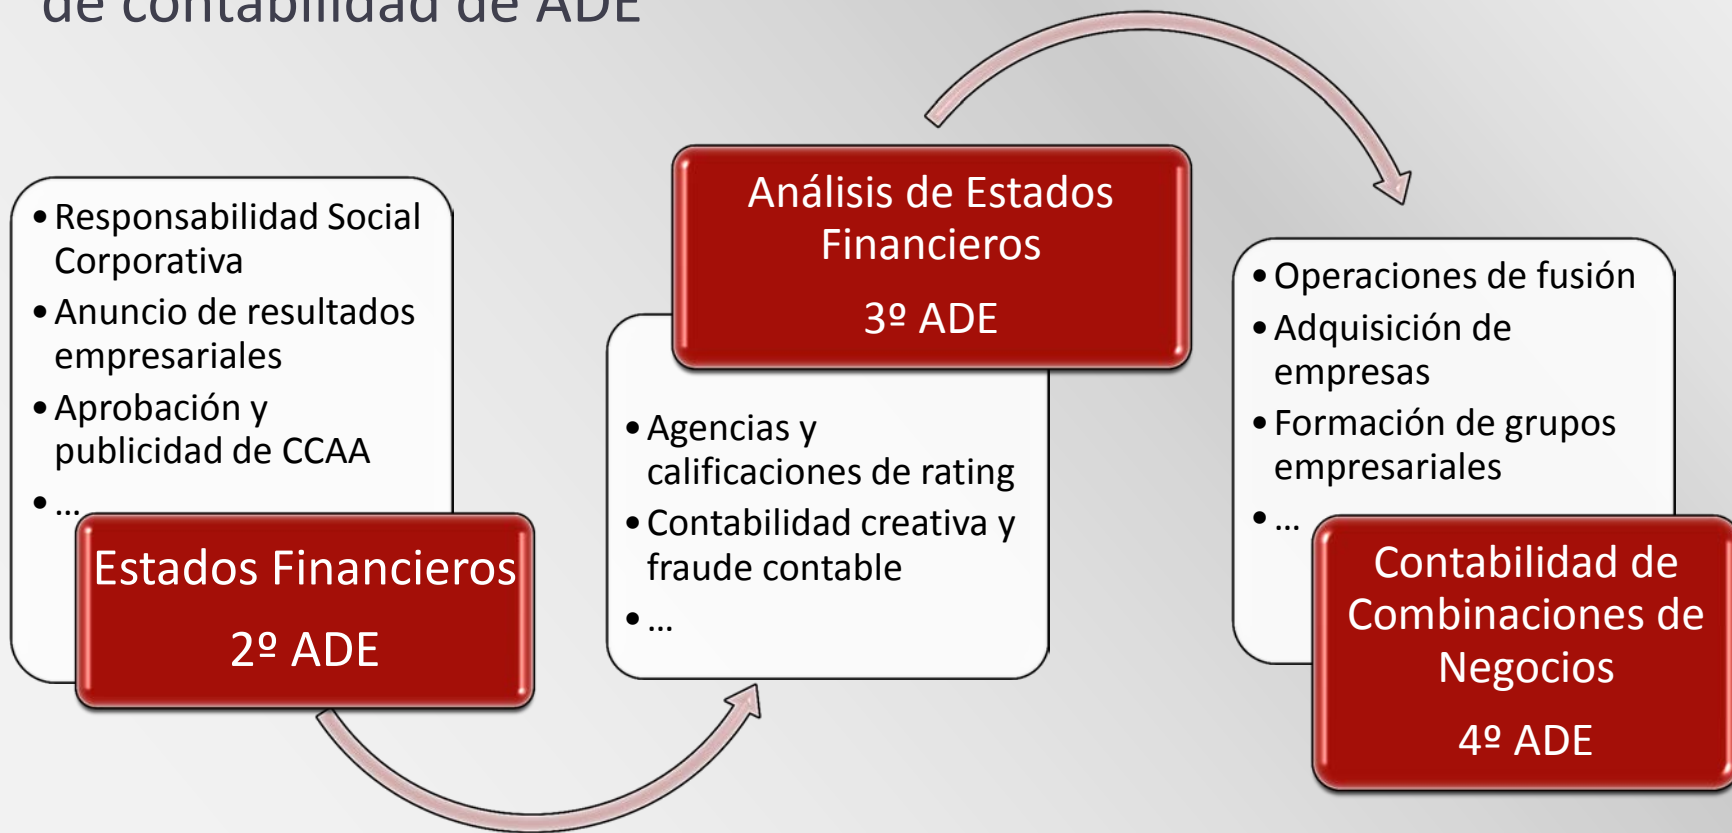 de contabilidad de ADE
• Responsabilidad Social
Corporativa
• Anuncio de resultados
empresariales
• Aprobación y
publicidad de CCAA
• ...
Estados Financieros
2º ADE
Análisis de Estados
Financieros
3º ADE
• Agencias y
calificaciones de rating
• Contabilidad creativa y
fraude contable
• ...
• Operaciones de fusión
• Adquisición de
empresas
• Formación de grupos
empresariales
• ...
Contabilidad de
Combinaciones de
Negocios
4º ADE